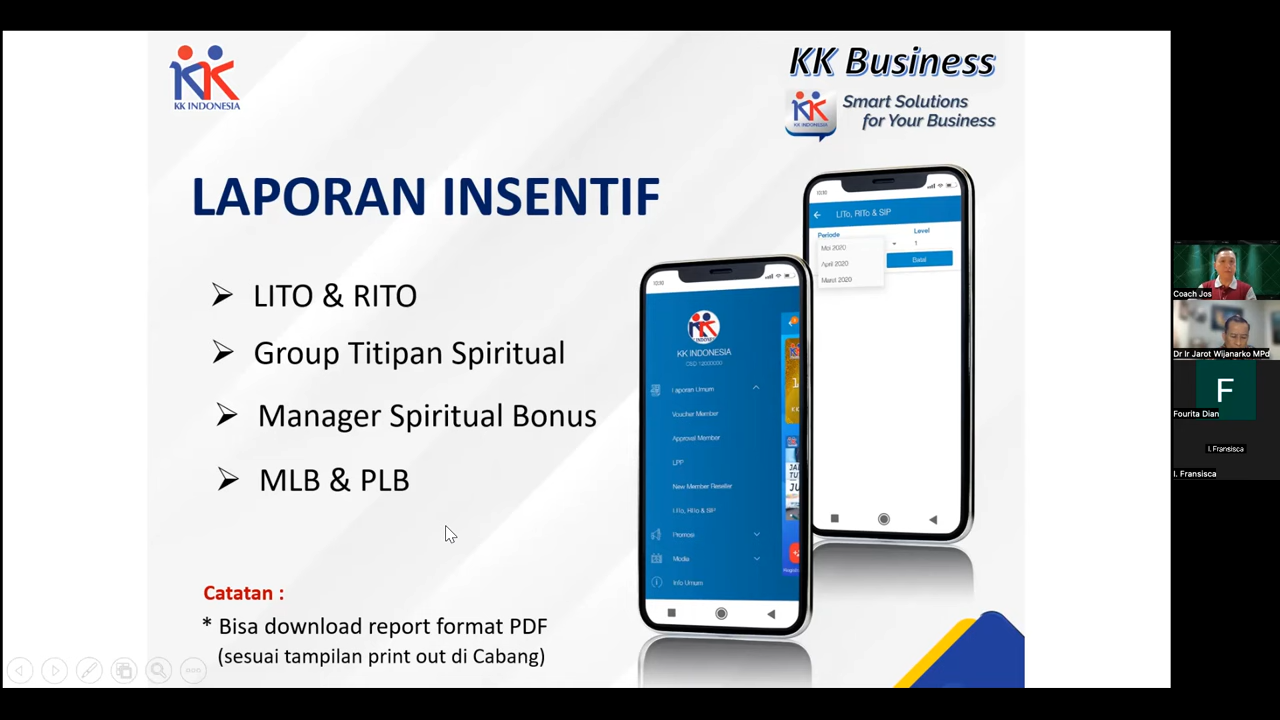 KK INDONESIA
KK Business
KK INDONESIA
Smart Solutions
for Your Business
LAPORAN INSENTIF
➢ LITO & RITO
➢ Group Titipan Spiritual
➢ Manager Spiritual Bonus
➢ MLB & PLB
Catatan :
* Bisa download report format PDF
(sesuai tampilan print out di Cabang)
KK INDONESIA
Laporan Umum
Voucher Member
Approval Member
LPP
New Member Reseller
LITo, RITo & SIP
Promosi
Media
Info Umum
LITo, RITo & SIP
Periode
Level
Mei 2020
1
April 2020
Batal
Maret 2020
Coach Jos
Dr Ir Jarot Wijanarko MPd
F
Fourita Dian
I. Fransisca
I. Fransisca